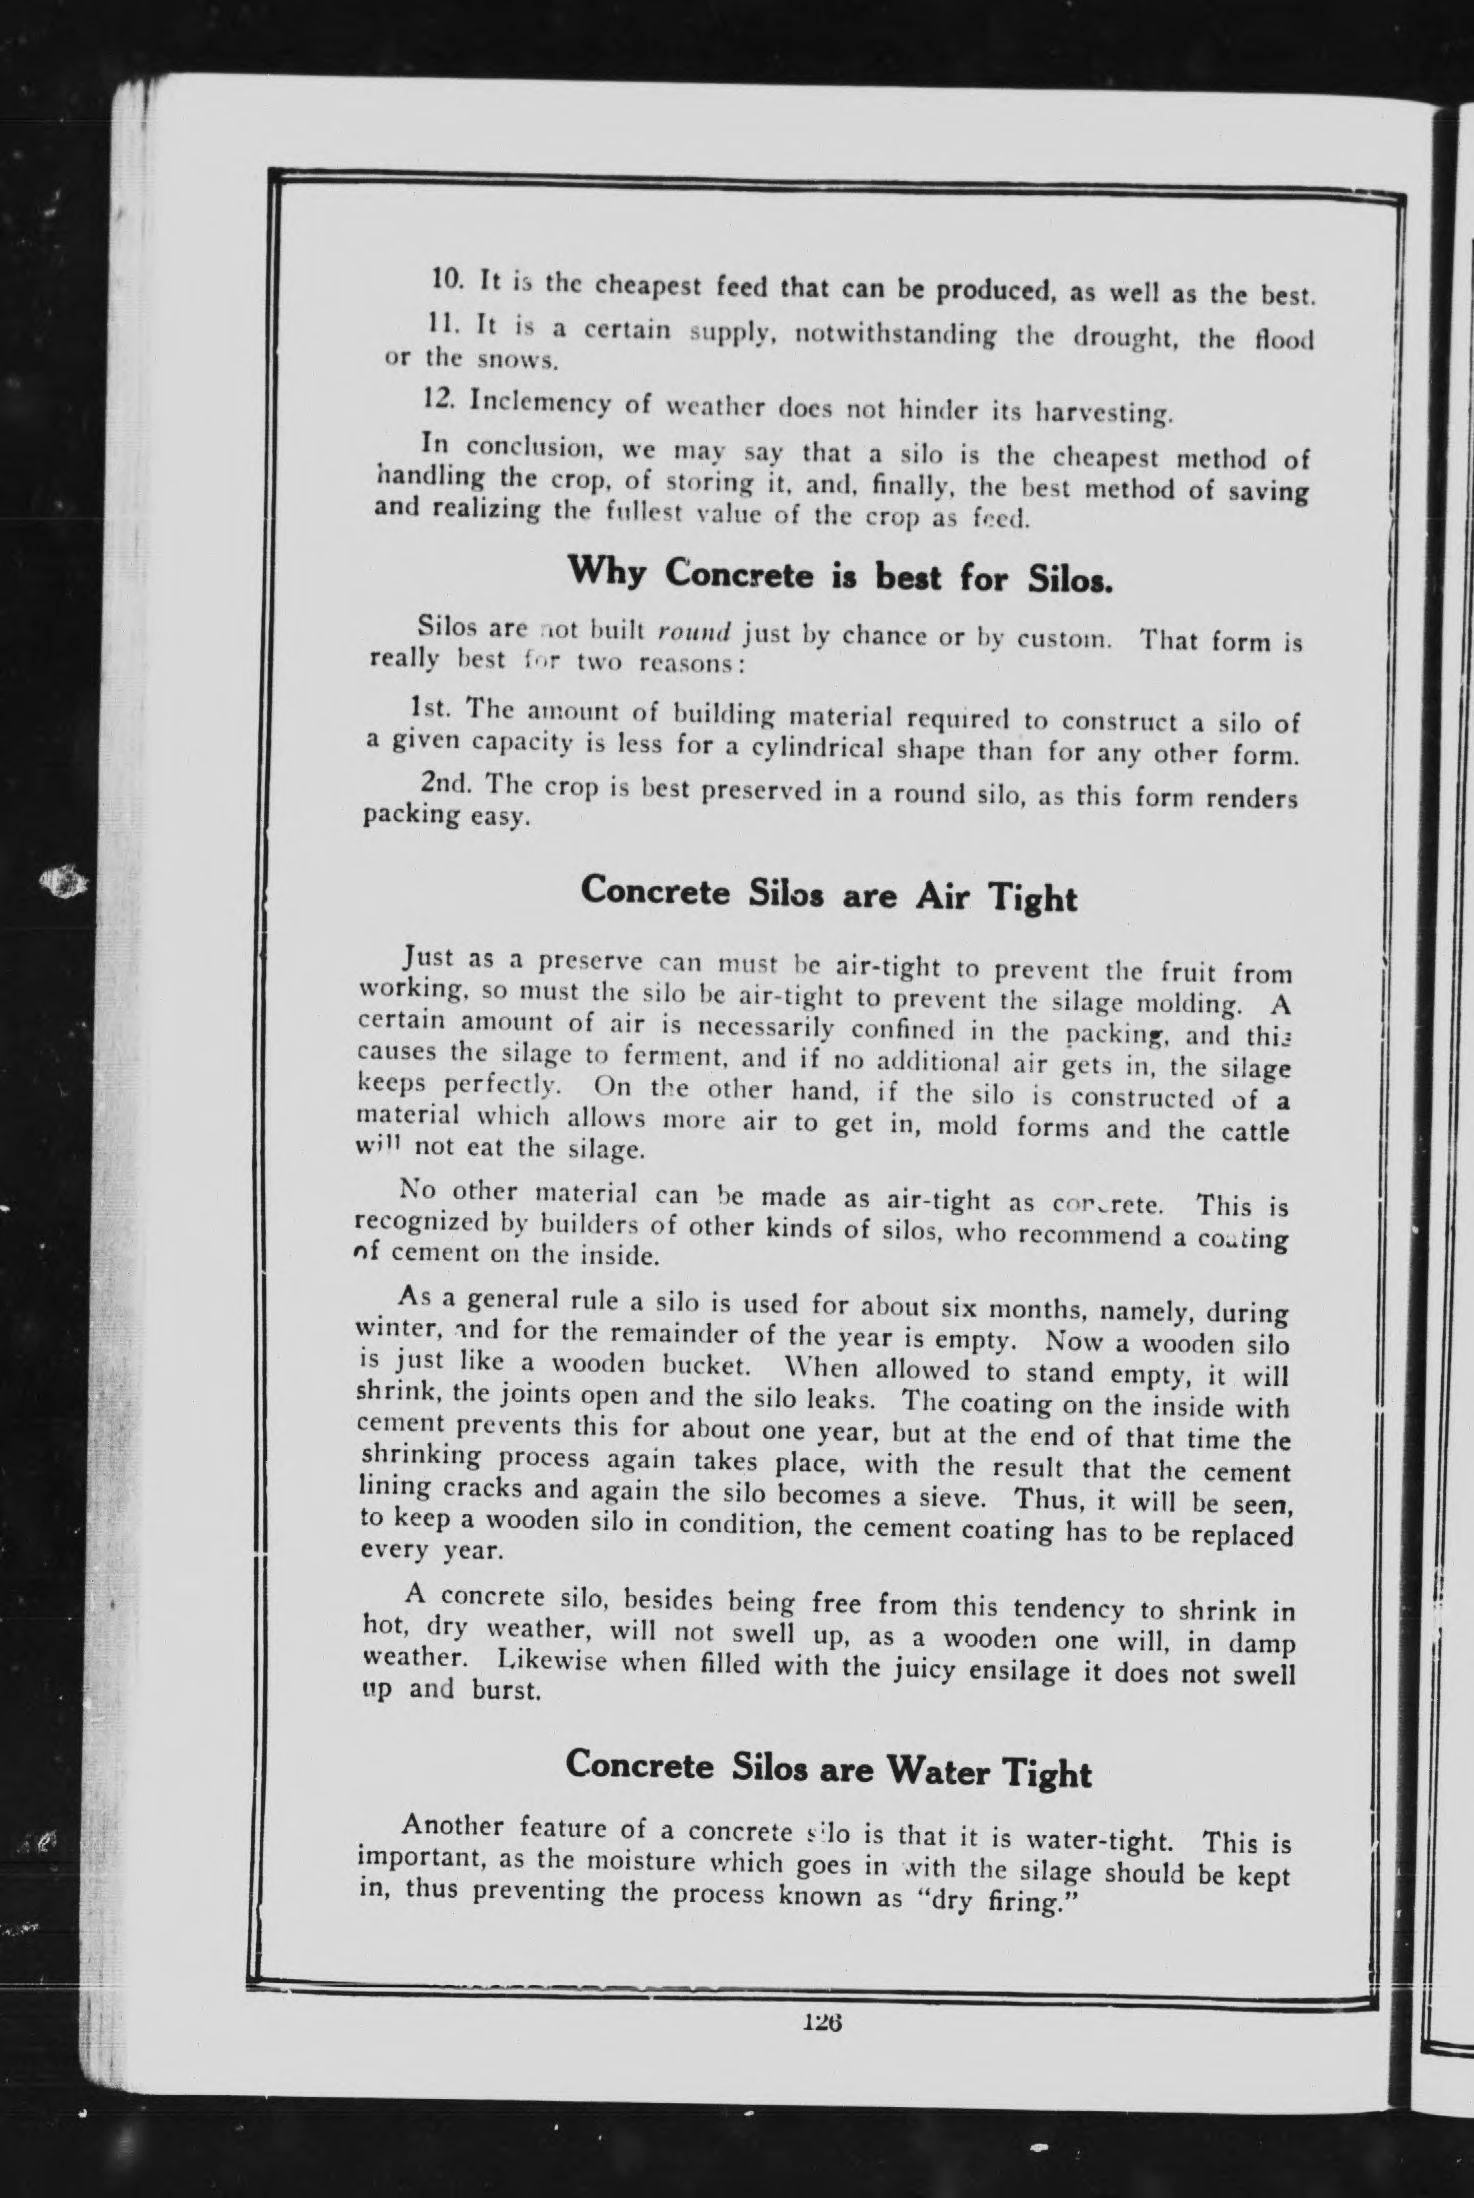 10. It is the cheapest feed that can be produced, as well as the best.
11. It is a certain supply, notwithstanding the drought, the flood
or the snows.
12. Inclemency of weather does not hinder its harvesting.
In conclusion, we may say that a silo is the cheapest method of
handling the crop, of storing it, and, finally, the best method of saving
and realizing the fullest value of the crop as feed.
Why Concrete is best for Silos.
Silos are not built round just by chance or by custom. That form is
really best for two reasons:
1st. The amount of building material required to construct a silo of
a given capacity is less for a cylindrical shape than for any other form.
2nd. The crop is best preserved in a round silo, as this form renders
packing easy.
Concrete Silos are Air Tight
Just as a preserve can must be air-tight to prevent the fruit from
working, so must the silo be air-tight to prevent the silage molding. A
certain amount of air is necessarily confined in the packing, and this
causes the silage to ferment, and if no additional air gets in, the silage
keeps perfectly. On the other hand, if the silo is constructed of a
material which allows more air to get in, mold forms and the cattle
will not eat the silage.
No other material can be made as air-tight as concrete. This is
recognized by builders of other kinds of silos, who recommend a coating
of cement on the inside.
As a general rule a silo is used for about six months, namely, during
winter, and for the remainder of the year is empty. Now a wooden silo
is just like a wooden bucket. When allowed to stand empty, it will
shrink, the joints open and the silo leaks. The coating on the inside with
cement prevents this for about one year, but at the end of that time the
shrinking process again takes place, with the result that the cement
lining cracks and again the silo becomes a sieve. Thus, it will be seen,
to keep a wooden silo in condition, the cement coating has to be replaced
every year.
A concrete silo, besides being free from this tendency to shrink in
hot, dry weather, will not swell up, as a wooden one will, in damp
weather. Likewise when filled with the juicy ensilage it does not swell
up and burst.
Concrete Silos are Water Tight
Another feature of a concrete silo is that it is water-tight. This is
important, as the moisture which goes in with the silage should be kept
in, thus preventing the process known as “dry firing.”
126